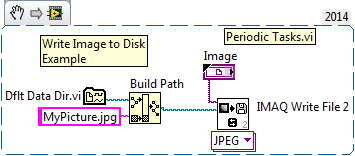 2014
Write Image to Disk
Example
Periodic Tasks.vi
Image
Dflt Data Dir.vi
Build Path
MyPicture.jpg
IMAQ Write File 2
2
JPEG